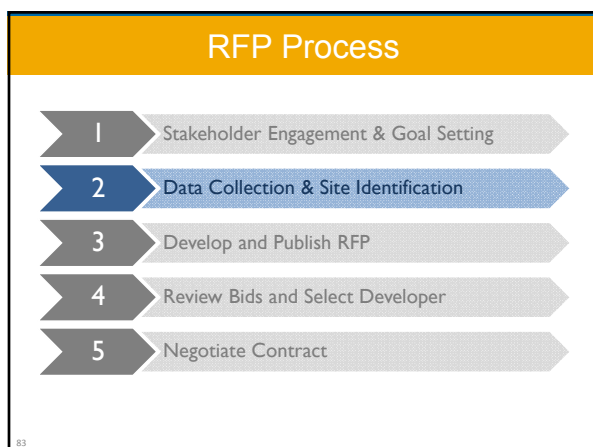 RFP Process
1 Stakeholder Engagement & Goal Setting
2 Data Collection & Site Identification
3 Develop and Publish RFP
4 Review Bids and Select Developer
5 Negotiate Contract
83